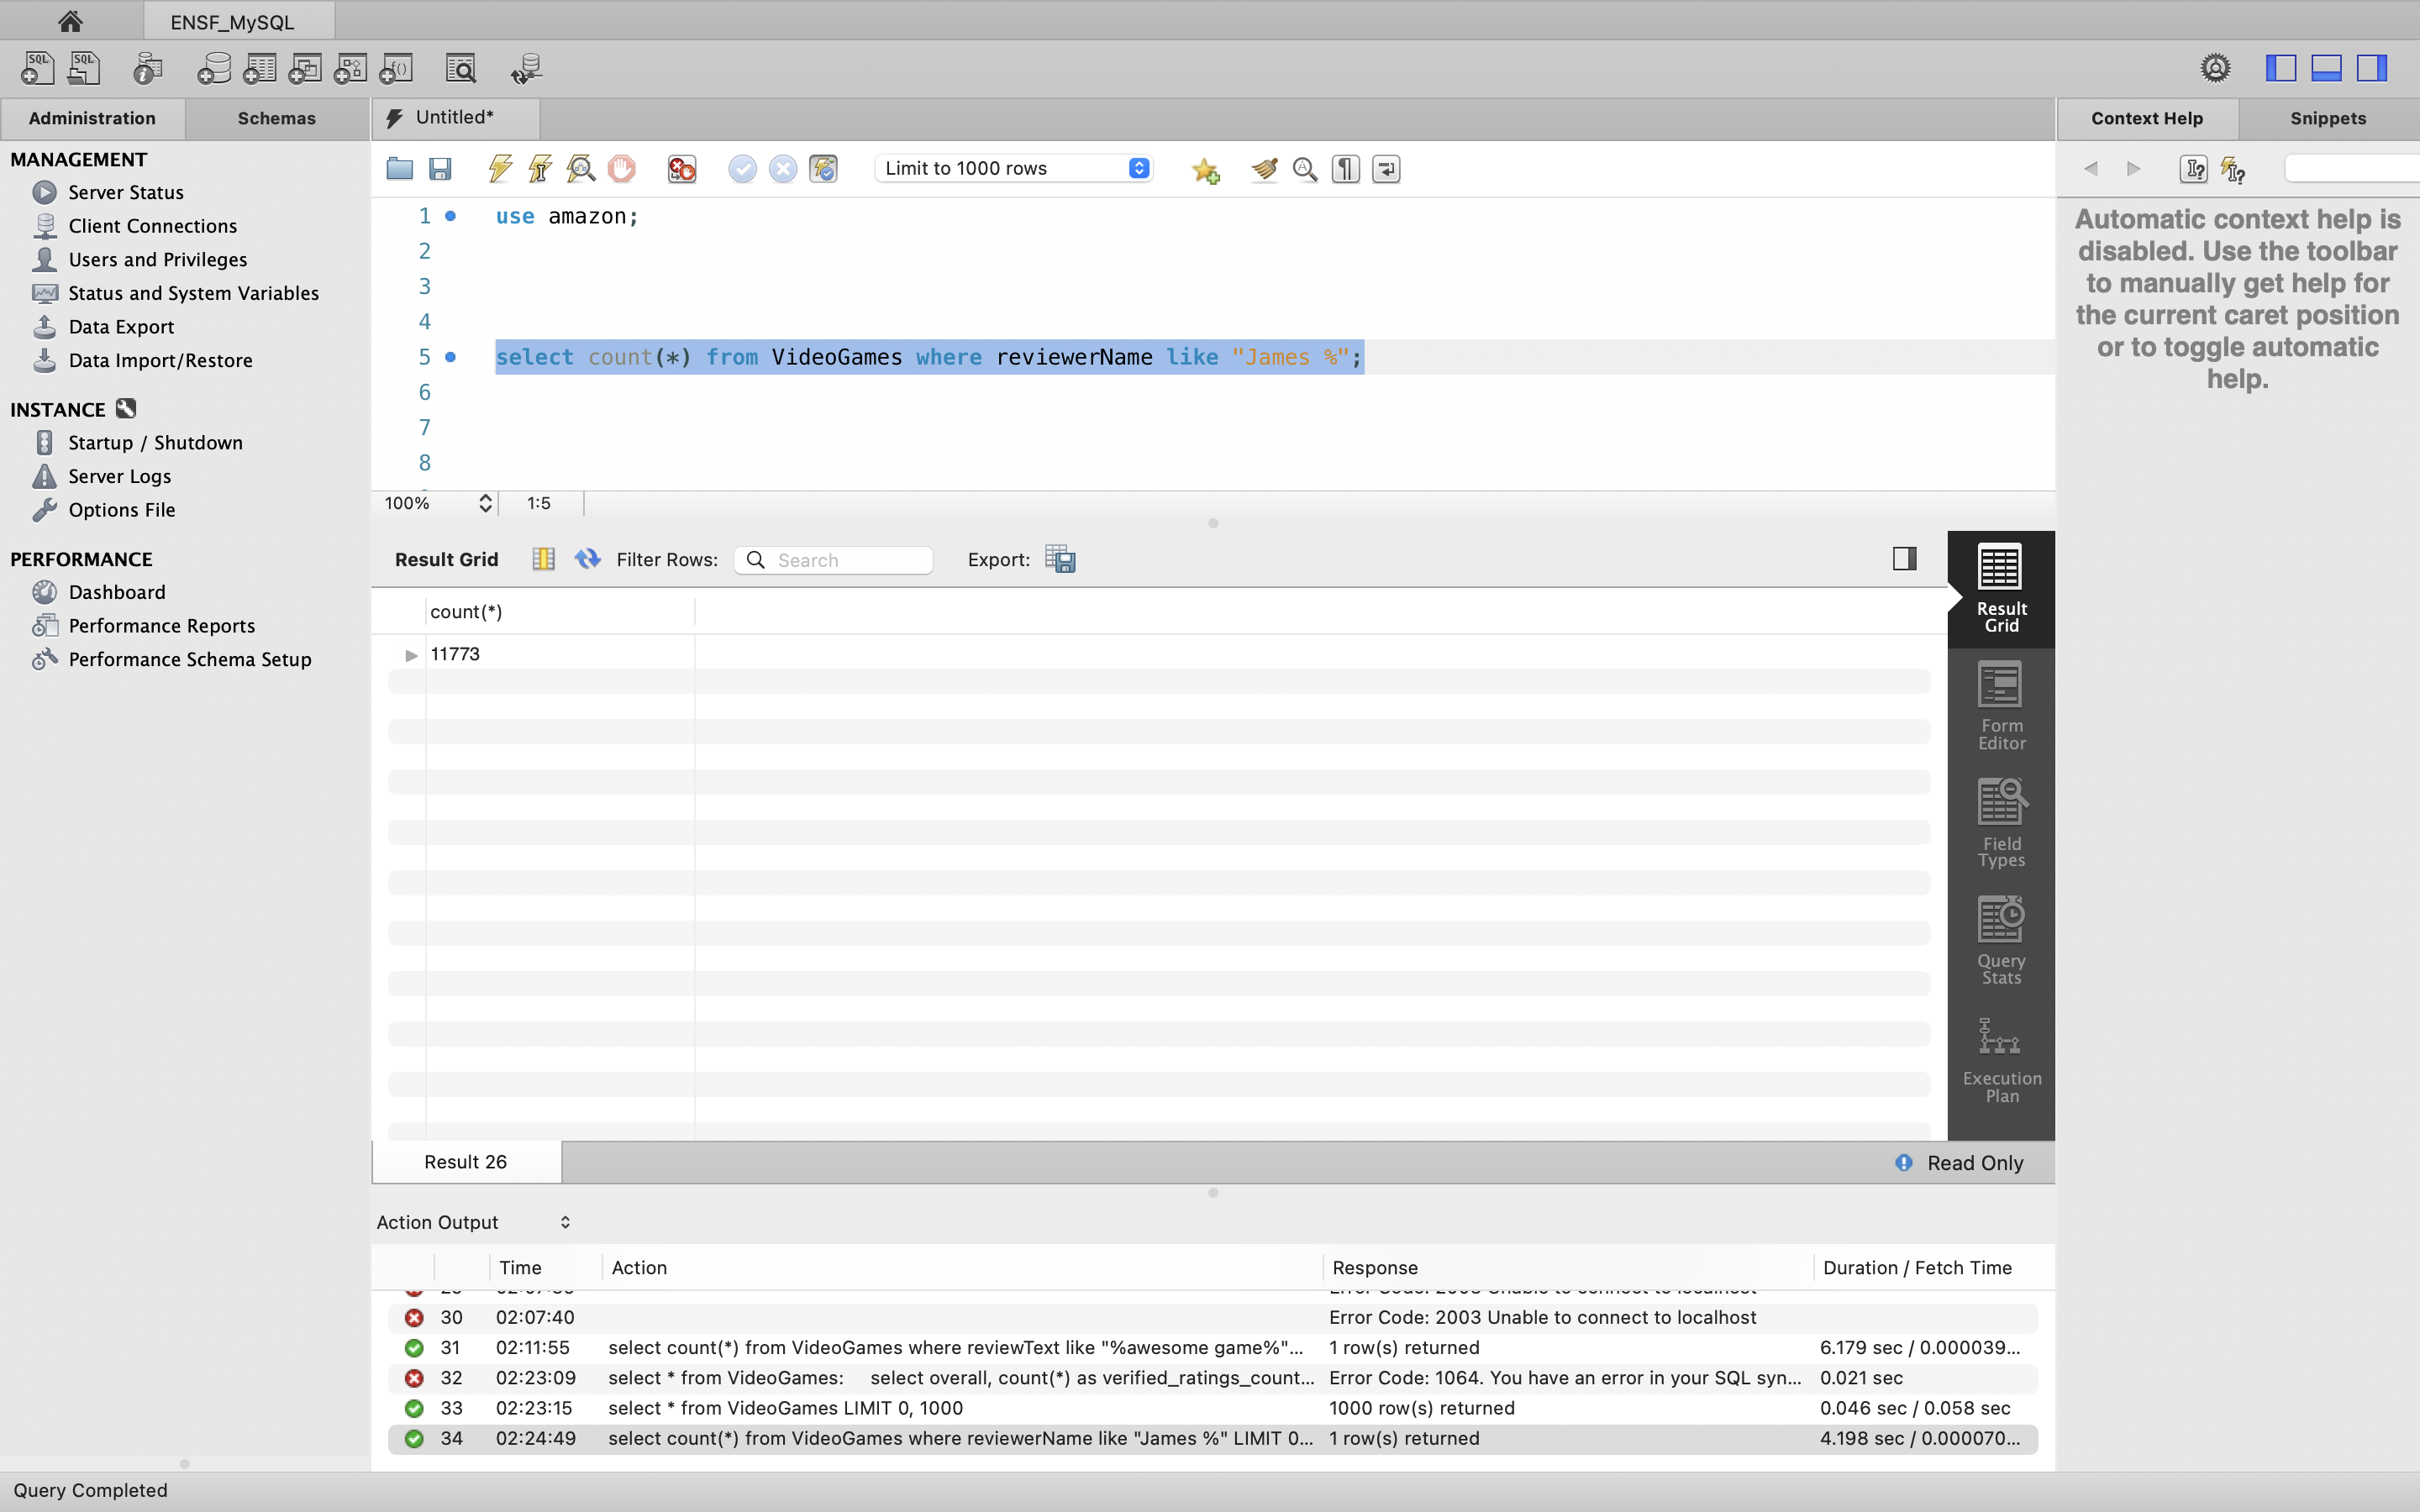 ENSF_MySQL
SQL
SQL
Administration
Schemas
MANAGEMENT
Server Status
Client Connections
Users and Privileges
Status and System Variables
Data Export
Data Import/Restore
INSTANCE
Startup / Shutdown
Server Logs
Options File
PERFORMANCE
Dashboard
Performance Reports
Performance Schema Setup
Untitled*
Limit to 1000 rows
1 use amazon;
2
3
4
5 select count(*) from VideoGames where reviewerName like "James %";
6
7
8
100%
1:5
Result Grid
Filter Rows:
Search
Export:
count(*)
11773
Result Grid
Form Editor
Field Types
Query Stats
Execution Plan
Result 26
Read Only
Action Output
Time Action Response Duration / Fetch Time
30 02:07:40 Error Code: 2003 Unable to connect to localhost
31 02:11:55 select count(*) from VideoGames where reviewText like "%awesome game%"... 1 row(s) returned 6.179 sec / 0.000039...
32 02:23:09 select * from VideoGames: select overall, count(*) as verified_ratings_count... Error Code: 1064. You have an error in your SQL syn... 0.021 sec
33 02:23:15 select * from VideoGames LIMIT 0, 1000 1000 row(s) returned 0.046 sec / 0.058 sec
34 02:24:49 select count(*) from VideoGames where reviewerName like "James %" LIMIT 0... 1 row(s) returned 4.198 sec / 0.000070...
Context Help
Snippets
Automatic context help is
disabled. Use the toolbar
to manually get help for
the current caret position
or to toggle automatic
help.
Query Completed